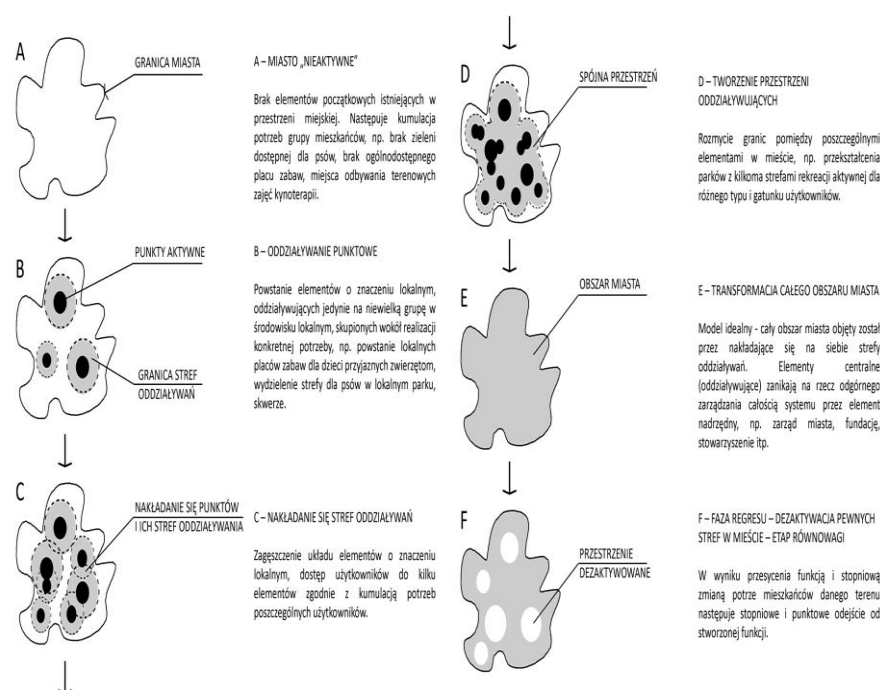 A
GRANICA MIASTA
A – MIASTO „NIEAKTYWNE”
Brak elementów początkowych istniejących w
przestrzeni miejskiej. Następuje kumulacja
potrzeb grupy mieszkańców, np. brak zieleni
dostępnej dla psów, brak ogólnodostępnego
placu zabaw, miejsca odbywania terenowych
zajęć kynoterapii.
B
PUNKTY AKTYWNE
GRANICA STREF
ODDZIAŁYWAŃ
B – ODDZIAŁYWANIE PUNKTOWE
Powstanie elementów o znaczeniu lokalnym,
oddziaływujących jedynie na niewielką grupę w
środowisku lokalnym, skupionych wokół realizacji
konkretnej potrzeby, np. powstanie lokalnych
placów zabaw dla dzieci przyjaznych zwierzętom,
wydzielenie strefy dla psów w lokalnym parku,
skwerze.
C
NAKŁADANIE SIĘ PUNKTÓW
I ICH STREF ODDZIAŁYWANIA
C – NAKŁADANIE SIĘ STREF ODDZIAŁYWAŃ
Zagęszczenie układu elementów o znaczeniu
lokalnym, dostęp użytkowników do kilku
elementów zgodnie z kumulacją potrzeb
poszczególnych użytkowników.
D
SPÓJNA PRZESTRZEŃ
D – TWORZENIE PRZESTRZENI
ODDZIAŁYWUJĄCYCH
Rozmycie granic pomiędzy poszczególnymi
elementami w mieście, np. przekształcenia
parków z kilkoma strefami rekreacji aktywnej dla
różnego typu i gatunku użytkowników.
E
OBSZAR MIASTA
E – TRANSFORMACJA CAŁEGO OBSZARU MIASTA
Model idealny - cały obszar miasta objęty został
przez nakładające się na siebie strefy
oddziaływań. Elementy centralne
(oddziaływujące) zanikają na rzecz odgórnego
zarządzania całością systemu przez element
nadrzędny, np. zarząd miasta, fundację,
stowarzyszenie itp.
F
PRZESTRZENIE
DEZAKTYWOWANE
F – FAZA REGRESU – DEZAKTYWACJA PEWNYCH
STREF W MIEŚCIE – ETAP RÓWNOWAGI
W wyniku przesycenia funkcją i stopniową
zmianą potrze mieszkańców danego terenu
następuje stopniowe i punktowe odejście od
stworzonej funkcji.